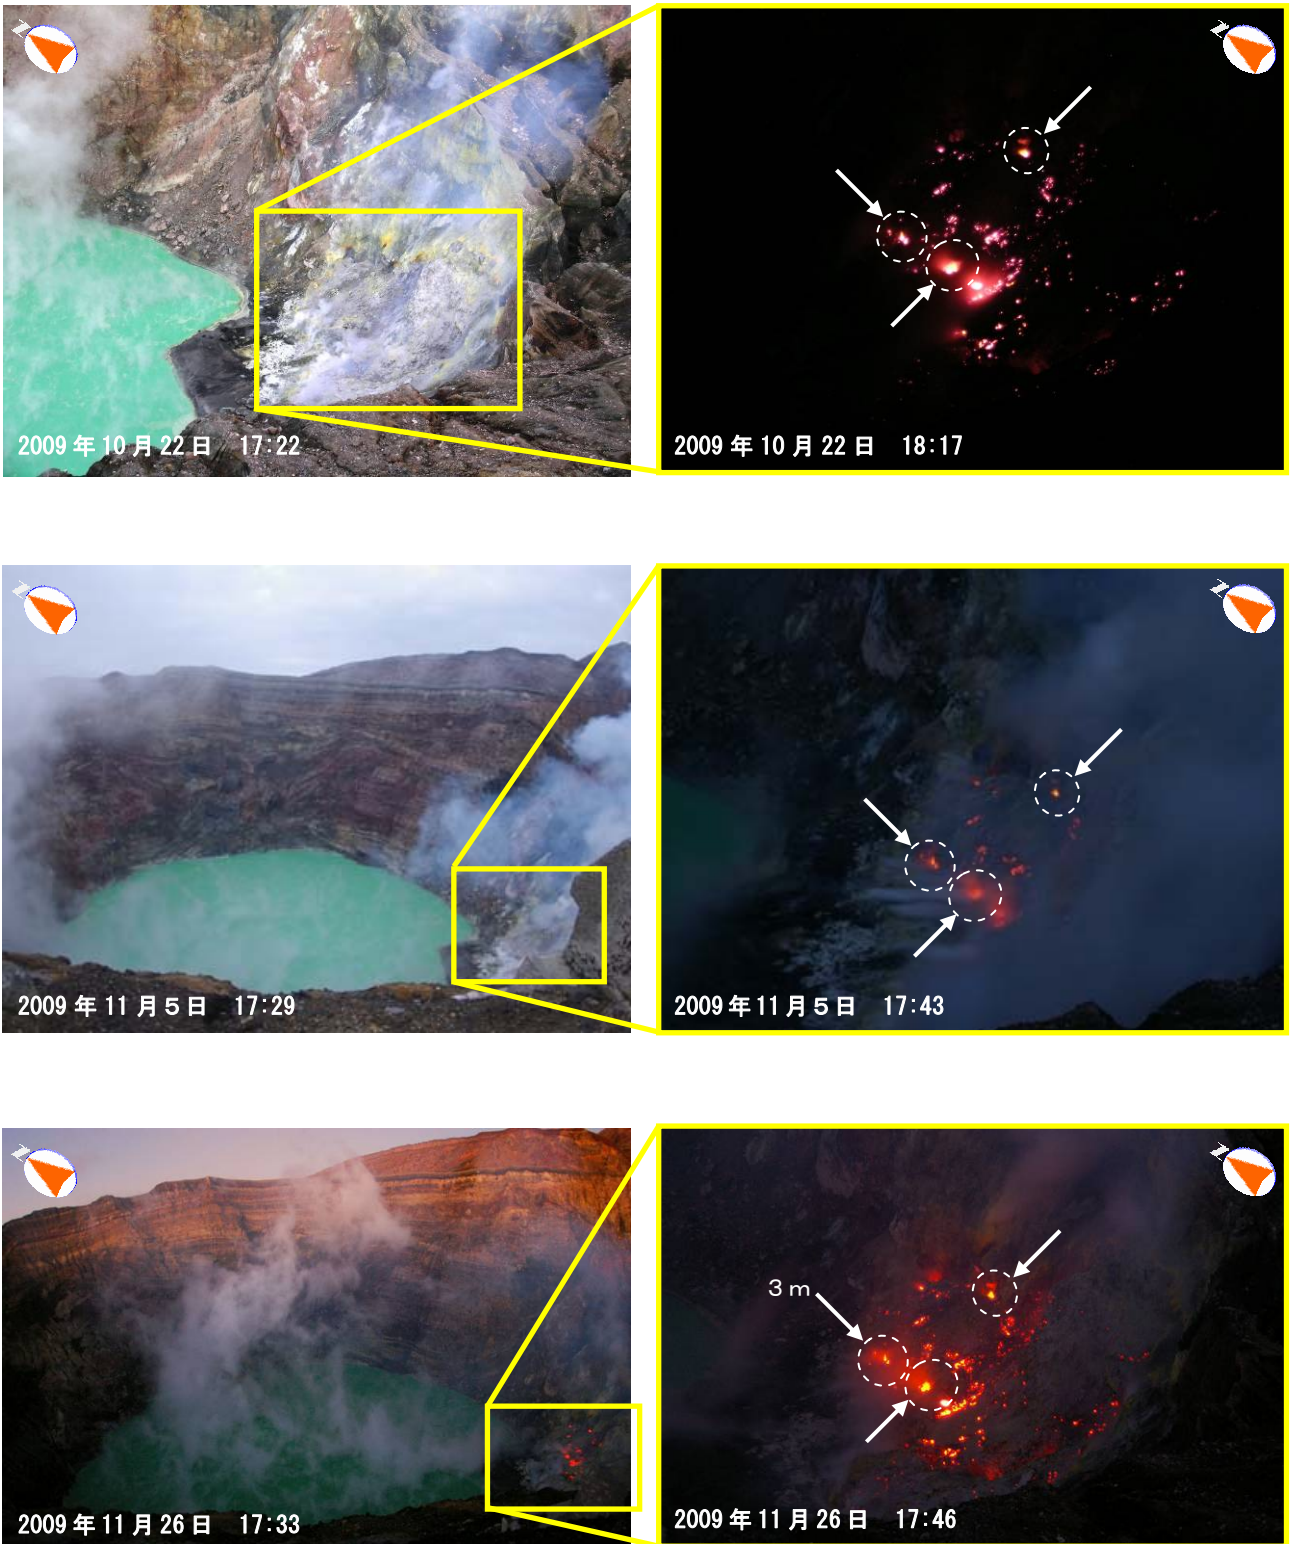 N
N
2009 年 10 月 22 日 17:22
2009 年 10 月 22 日 18:17
N
N
2009 年 11 月 5 日 17:29
2009 年 11 月 5 日 17:43
N
N
3 m
2009 年 11 月 26 日 17:33
2009 年 11 月 26 日 17:46